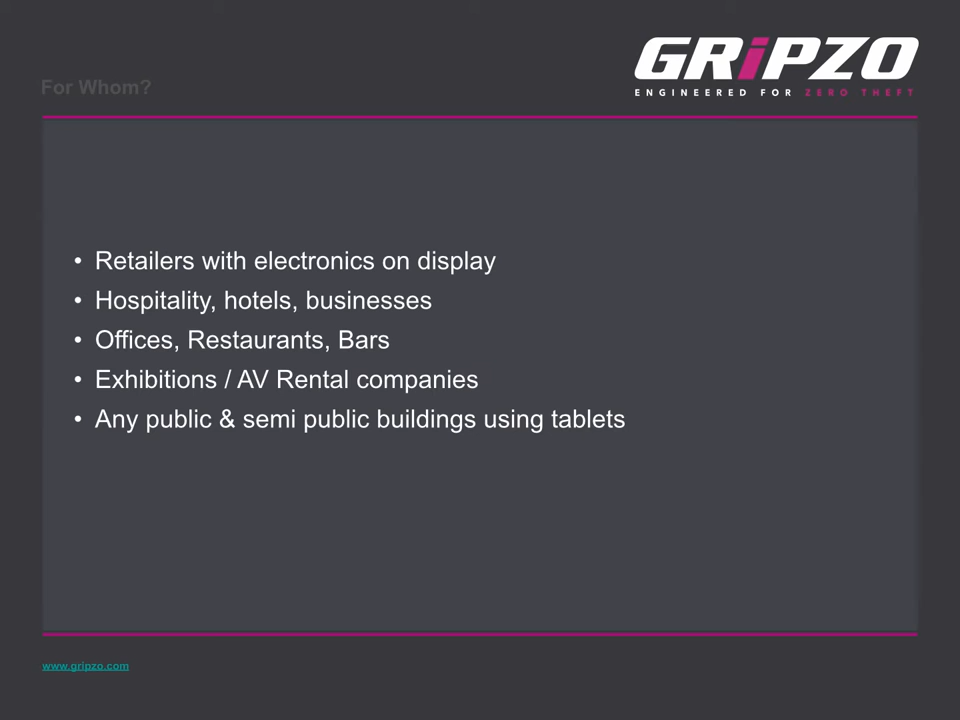 For Whom?
GRiPZO
ENGINEERED FOR ZERO THEFT
• Retailers with electronics on display
• Hospitality, hotels, businesses
• Offices, Restaurants, Bars
• Exhibitions / AV Rental companies
• Any public & semi public buildings using tablets
www.gripzo.com